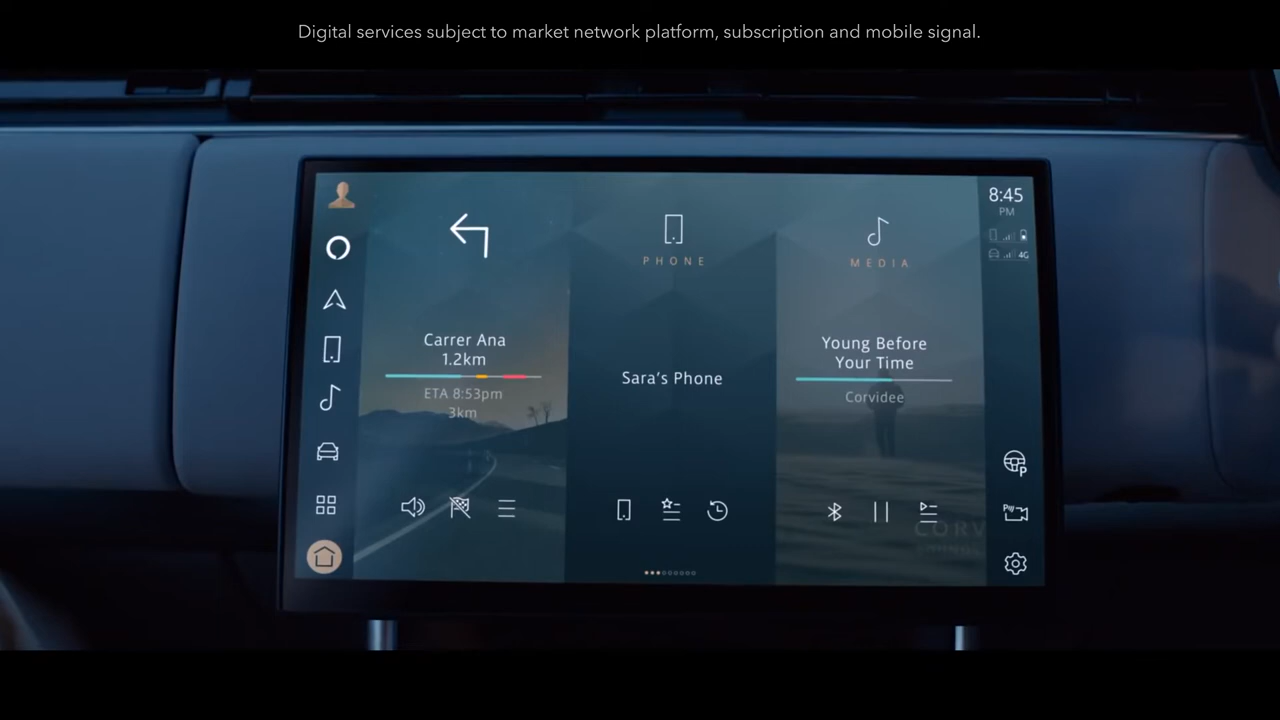 Digital services subject to market network platform, subscription and mobile signal.
8:45
PM
4G
PHONE
MEDIA
Carrer Ana
1.2km
ETA 8:53pm
3km
Sara's Phone
Young Before
Your Time
Corvidee
P
CORV